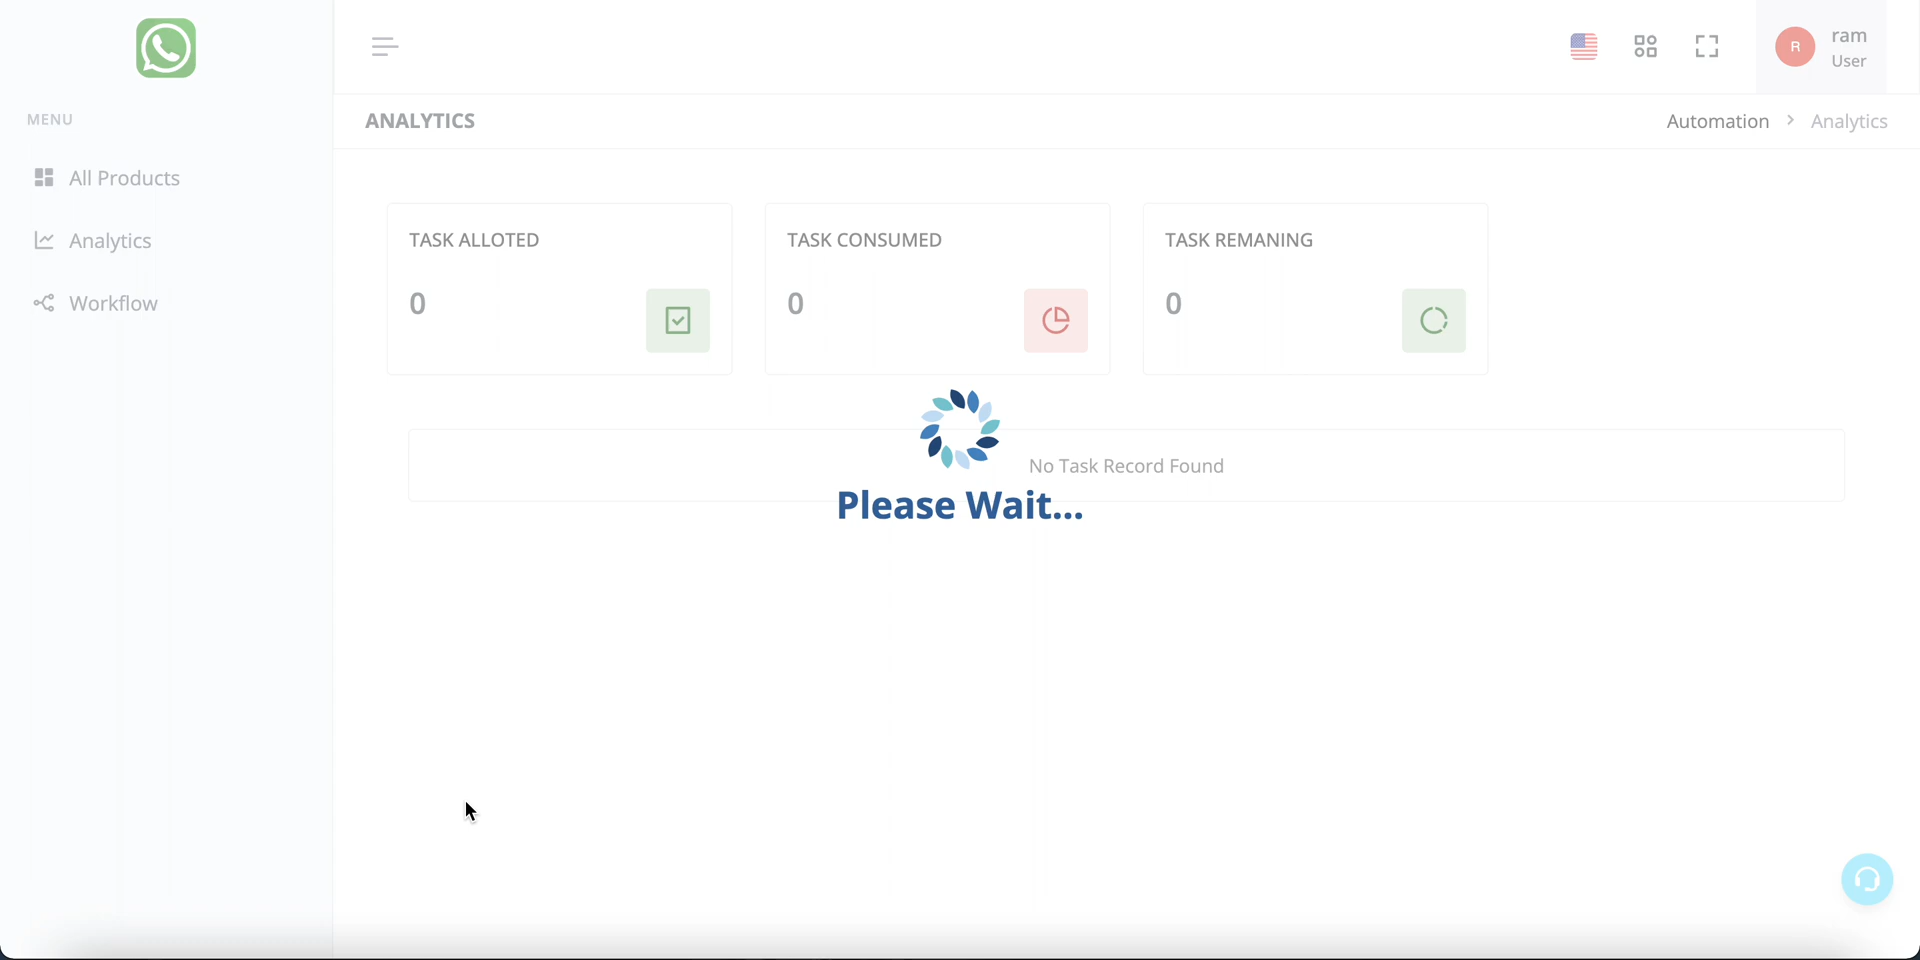 MENU
All Products
Analytics
Workflow
R
ram
User
ANALYTICS
Automation
Analytics
TASK ALLOTED
0
TASK CONSUMED
0
TASK REMANING
0
No Task Record Found
Please Wait...